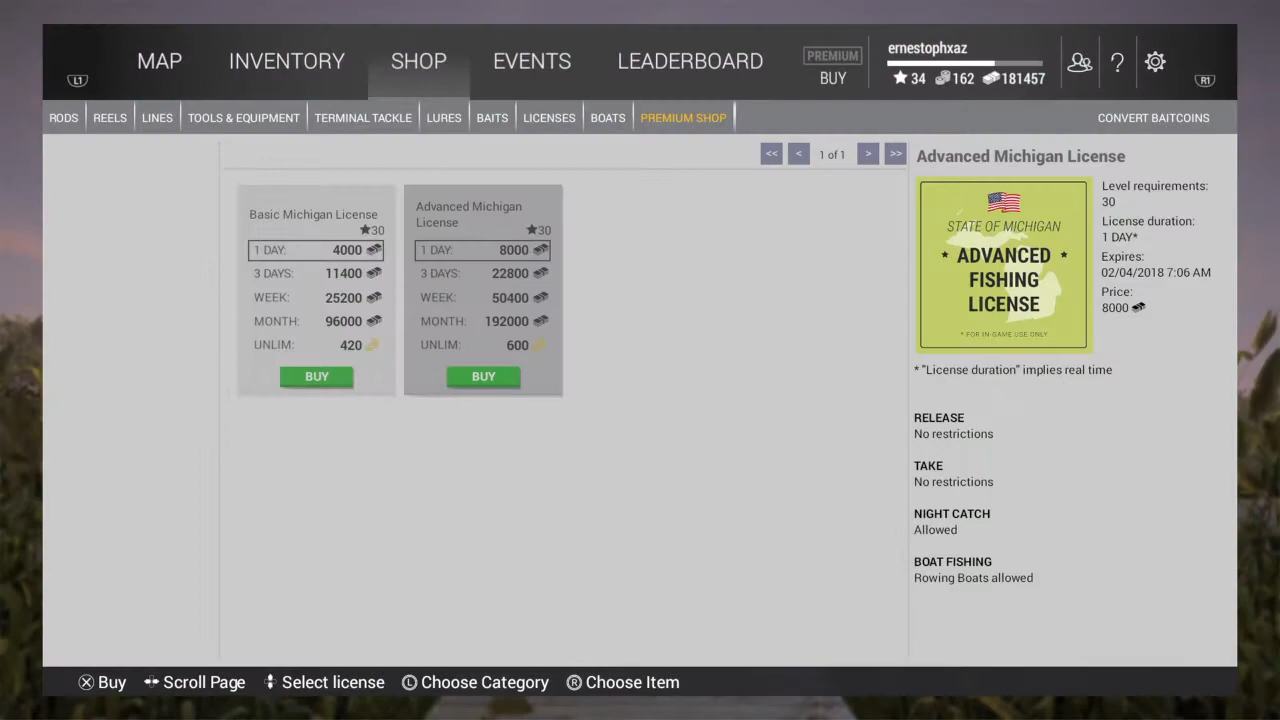 L1
MAP
INVENTORY
SHOP
EVENTS
LEADERBOARD
PREMIUM
BUY
ernestophxaz
34 162 181457
?
R1
RODS
REELS
LINES
TOOLS & EQUIPMENT
TERMINAL TACKLE
LURES
BAITS
LICENSES
BOATS
PREMIUM SHOP
CONVERT BAITCOINS
<< < 1 of 1 > >>
Basic Michigan License
30
1 DAY: 4000
3 DAYS: 11400
WEEK: 25200
MONTH: 96000
UNLIM: 420
BUY
Advanced Michigan
License
30
1 DAY: 8000
3 DAYS: 22800
WEEK: 50400
MONTH: 192000
UNLIM: 600
BUY
Advanced Michigan License
STATE OF MICHIGAN
ADVANCED
FISHING
LICENSE
* FOR IN-GAME USE ONLY
Level requirements:
30
License duration:
1 DAY*
Expires:
02/04/2018 7:06 AM
Price:
8000
* "License duration" implies real time
RELEASE
No restrictions
TAKE
No restrictions
NIGHT CATCH
Allowed
BOAT FISHING
Rowing Boats allowed
Buy
Scroll Page
Select license
L Choose Category
R Choose Item